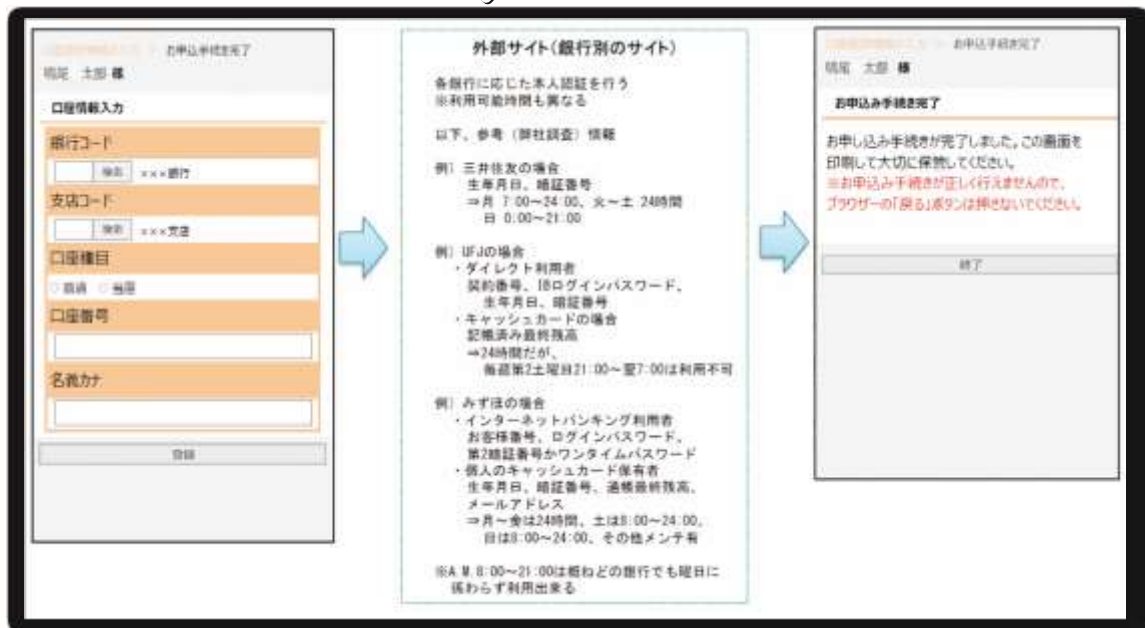 お申込手続き完了
太郎 様
口座情報入力
銀行コード
検索 ×××銀行
支店コード
検索 ×××支店
口座種目
普通 当座
口座番号
名義カナ
登録
外部サイト(銀行別のサイト)
各銀行に応じた本人認証を行う
※利用可能時間も異なる
以下、参考(弊社調査)情報
例) 三井住友の場合
生年月日、暗証番号
⇒月 7:00~24:00、火~土 24時間
日 0:00~21:00
例) UFJの場合
・ダイレクト利用者
契約番号、IBログインパスワード、
生年月日、暗証番号
・キャッシュカードの場合
記帳済み最終残高
⇒24時間だが、
毎週第2土曜日21:00~翌7:00は利用不可
例) みずほの場合
・インターネットバンキング利用者
お客様番号、ログインパスワード、
第2暗証番号かワンタイムパスワード
・個人のキャッシュカード保有者
生年月日、暗証番号、通帳最終残高、
メールアドレス
⇒月~金は24時間、土は8:00~24:00、
日は8:00~24:00、その他メンテ有
※A.M.8:00~21:00は概ねどの銀行でも曜日に
係わらず利用出来る
お申込手続き完了
太郎 様
お申込み手続き完了
お申し込み手続きが完了しました。この画面を
印刷して大切に保管してください。
※お申込み手続きが正しく行えませんので、
ブラウザーの「戻る」ボタンは押さないでください。
終了